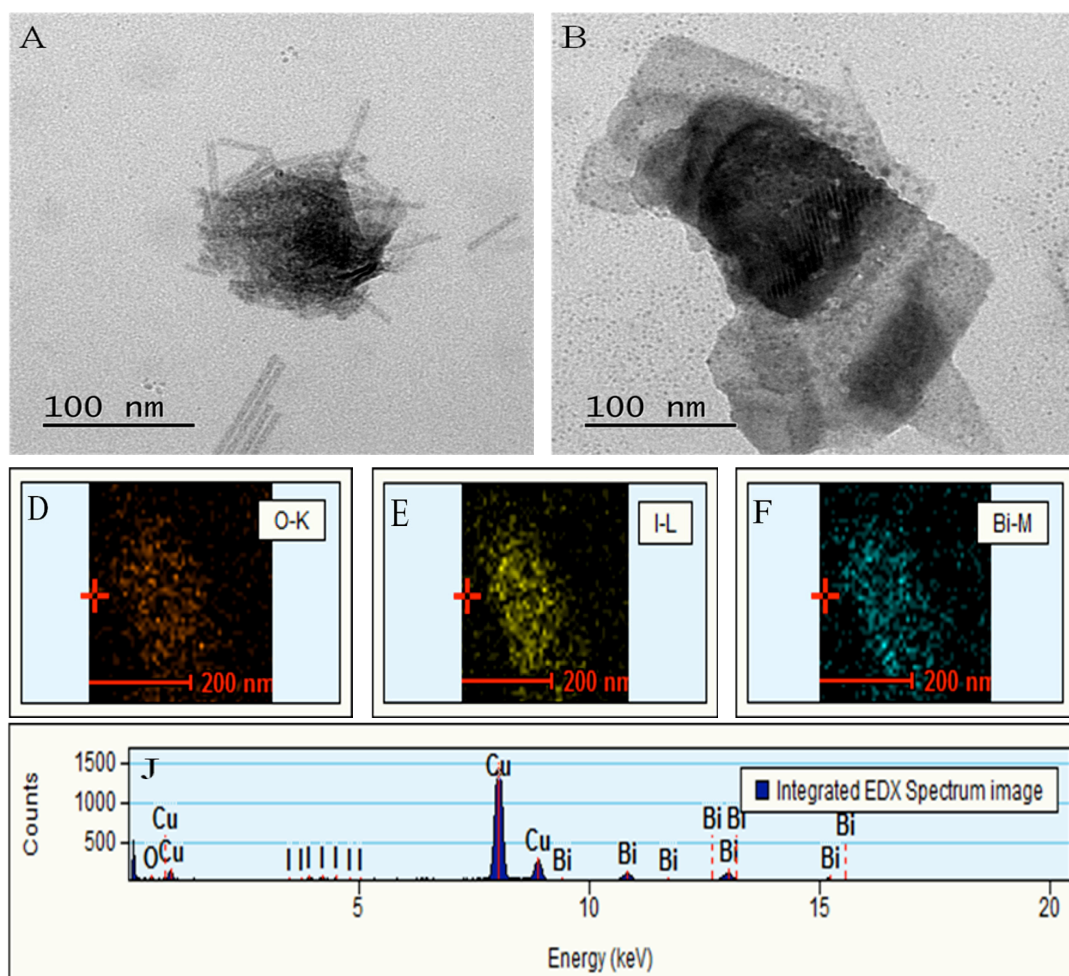 A
B
100 nm
100 nm
D
O-K
200 nm
E
I-L
200 nm
F
Bi-M
200 nm
J
Integrated EDX Spectrum image
Counts
1500
1000
500
Cu
Cu
O
Cu
I
I
I
I
I
I
I
Cu
Bi
Bi
Bi
Bi
Bi
Bi
Bi
Bi
5
10
15
20
Energy (keV)